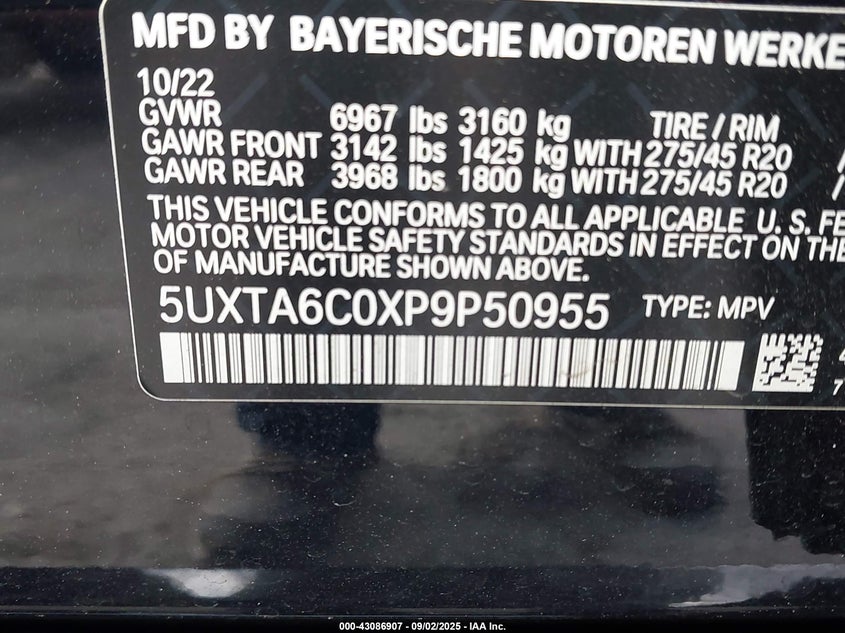 MFD BY BAYERISCHE MOTOREN WERKE
10/22
GVWR 6967 lbs 3160 kg TIRE / RIM
GAWR FRONT 3142 lbs 1425 kg WITH 275/45 R20 /
GAWR REAR 3968 lbs 1800 kg WITH 275/45 R20 /
THIS VEHICLE CONFORMS TO ALL APPLICABLE U. S. FE
MOTOR VEHICLE SAFETY STANDARDS IN EFFECT ON THE
OF MANUFACTURE SHOWN ABOVE.
5UXTA6C0XP9P50955 TYPE: MPV
4
7
000-43086907 - 09/02/2025 - IAA Inc.